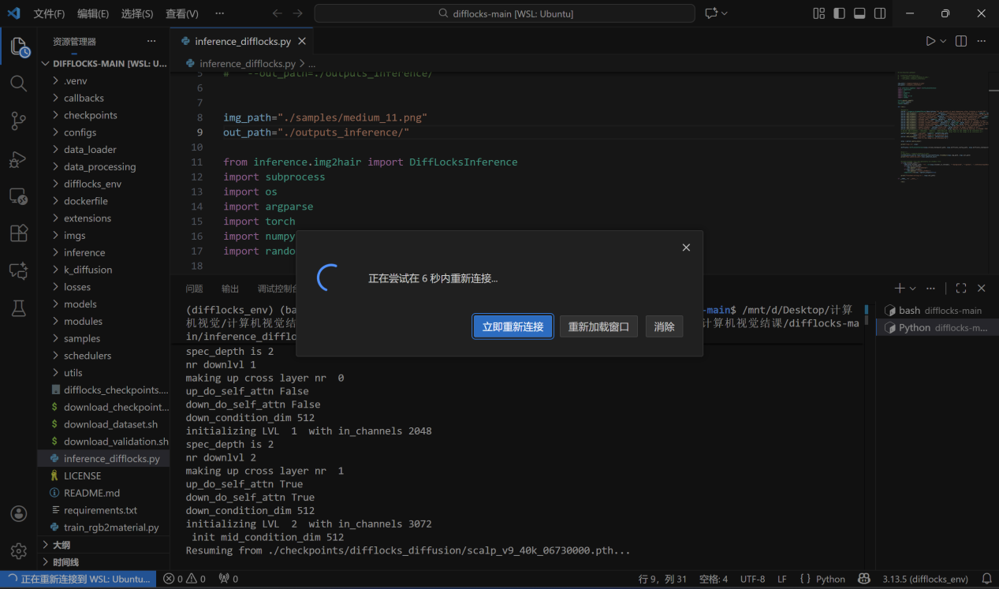 文件(F) 编辑(E) 选择(S) 查看(V) ···
difflocks-main [WSL: Ubuntu]
资源管理器
DIFFLOCKS-MAIN [WSL: U...
.venv
callbacks
checkpoints
configs
data_loader
data_processing
difflocks_env
dockerfile
extensions
imgs
inference
k_diffusion
losses
models
modules
samples
schedulers
utils
difflocks_checkpoints....
download_checkpoint...
download_dataset.sh
download_validation.sh
inference_difflocks.py
LICENSE
README.md
requirements.txt
train_rgb2material.py
大纲
时间线
inference_difflocks.py
inference_difflocks.py > ...
5 # --out_path=./outputs_inference/
6
7
8 img_path="./samples/medium_11.png"
9 out_path="./outputs_inference/"
10
11 from inference.img2hair import DiffLocksInference
12 import subprocess
13 import os
14 import argparse
15 import torch
16 import numpy
17 import rando
18
正在尝试在 6 秒内重新连接...
立即重新连接 重新加载窗口 消除
问题 输出 调试控制台
(difflocks_env) (ba -main$ /mnt/d/Desktop/计算
机视觉/计算机视觉结 计算机视觉结课/difflocks-ma
in/inference_difflo
spec_depth is 2
nr downlvl 1
making up cross layer nr  0
up_do_self_attn False
down_do_self_attn False
down_condition_dim 512
initializing LVL  1  with in_channels 2048
spec_depth is 2
nr downlvl 2
making up cross layer nr  1
up_do_self_attn True
down_do_self_attn True
down_condition_dim 512
initializing LVL  2  with in_channels 3072
 init mid_condition_dim 512
Resuming from ./checkpoints/difflocks_diffusion/scalp_v9_40k_06730000.pth...
bash difflocks-main
Python difflocks-m...
正在重新连接到 WSL: Ubuntu... 0 0 0 行 9，列 31 空格: 4 UTF-8 LF { } Python 3.13.5 (difflocks_env)